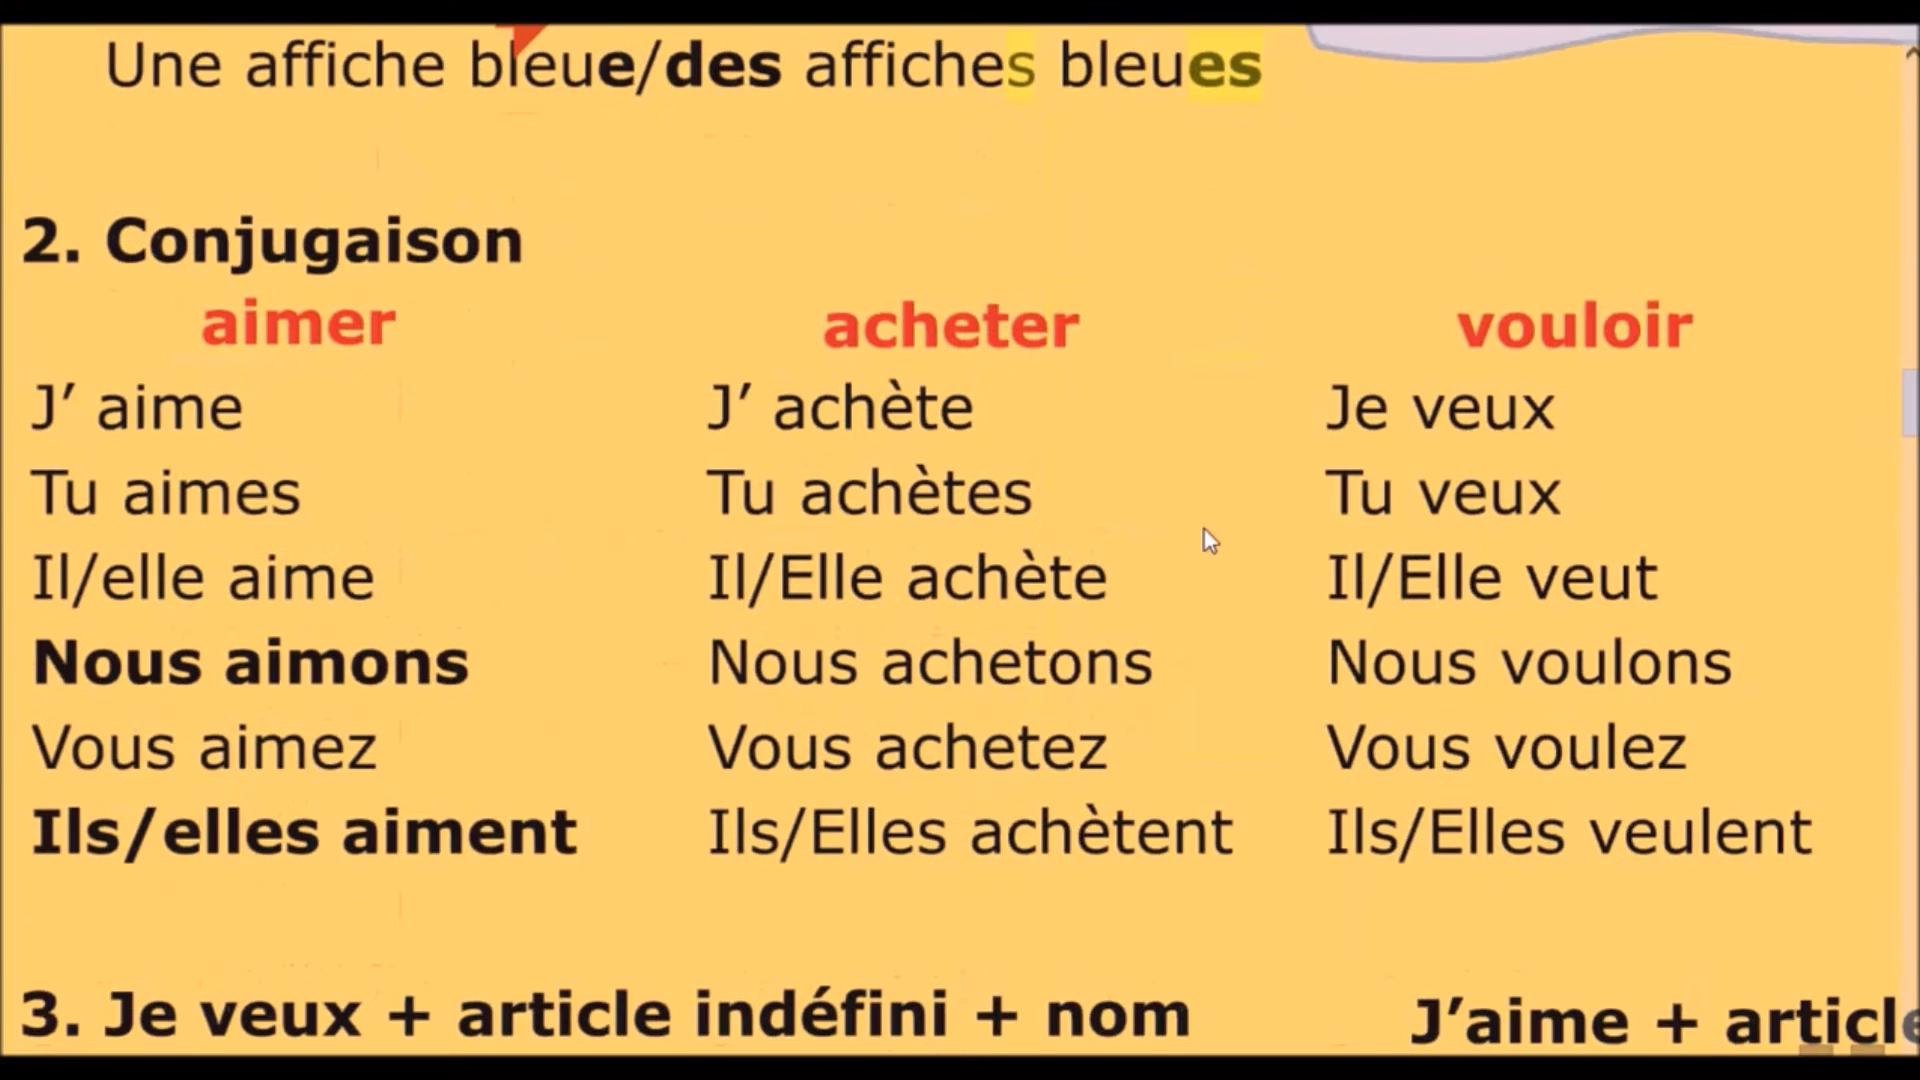 Une affiche bleue/des affiches bleues
2. Conjugaison
aimer acheter vouloir
J’ aime J’ achète Je veux
Tu aimes Tu achètes Tu veux
Il/elle aime Il/Elle achète Il/Elle veut
Nous aimons Nous achetons Nous voulons
Vous aimez Vous achetez Vous voulez
Ils/elles aiment Ils/Elles achètent Ils/Elles veulent
3. Je veux + article indéfini + nom J’aime + article